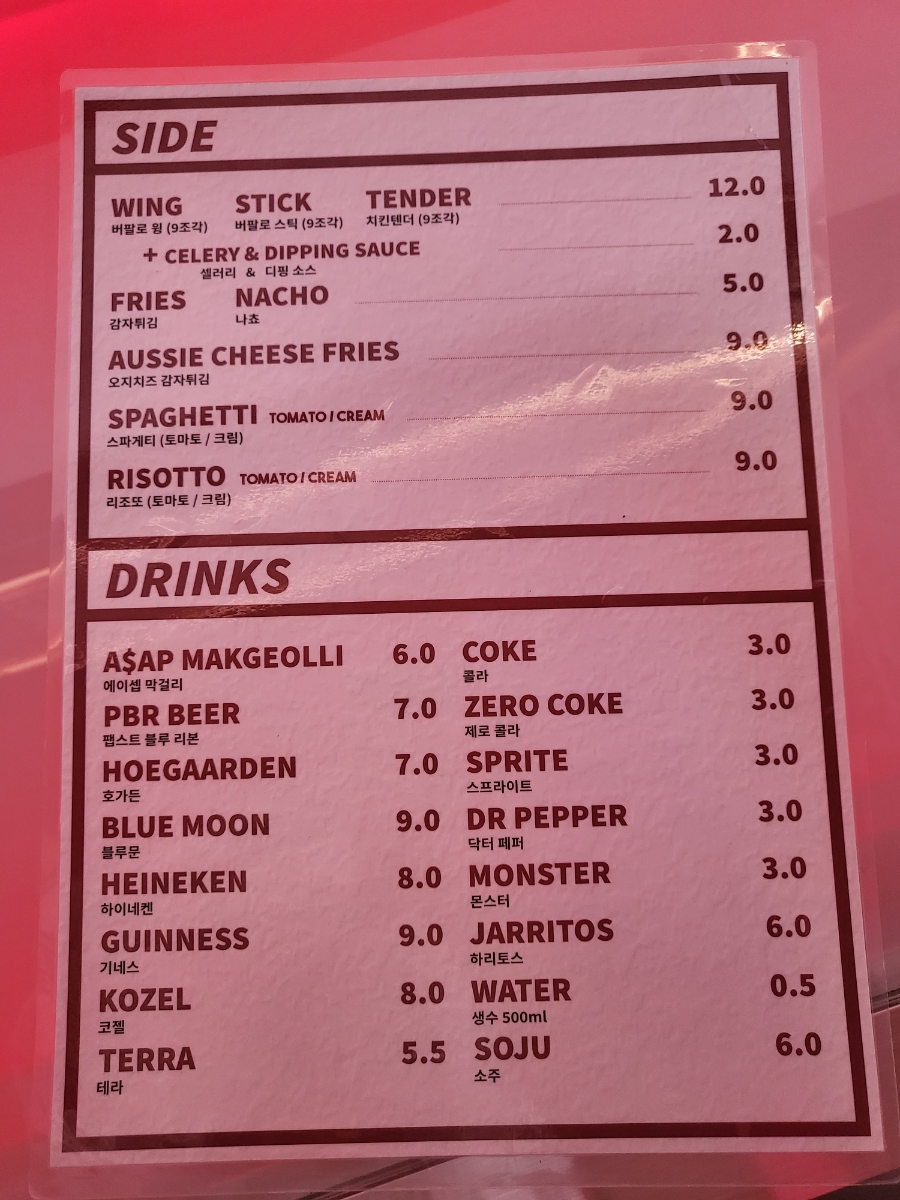 SIDE
WING STICK TENDER 12.0
버팔로 윙 (9조각) 버팔로 스틱 (9조각) 치킨텐더 (9조각)
+ CELERY & DIPPING SAUCE 2.0
셀러리 & 디핑 소스
FRIES NACHO 5.0
감자튀김 나쵸
AUSSIE CHEESE FRIES 9.0
오지치즈 감자튀김
SPAGHETTI TOMATO / CREAM 9.0
스파게티 (토마토 / 크림)
RISOTTO TOMATO / CREAM 9.0
리조또 (토마토 / 크림)
DRINKS
A$AP MAKGEOLLI 6.0 COKE 3.0
에이셉 막걸리 콜라
PBR BEER 7.0 ZERO COKE 3.0
팹스트 블루 리본 제로 콜라
HOEGAARDEN 7.0 SPRITE 3.0
호가든 스프라이트
BLUE MOON 9.0 DR PEPPER 3.0
블루문 닥터 페퍼
HEINEKEN 8.0 MONSTER 3.0
하이네켄 몬스터
GUINNESS 9.0 JARRITOS 6.0
기네스 하리토스
KOZEL 8.0 WATER 0.5
코젤 생수 500ml
TERRA 5.5 SOJU 6.0
테라 소주